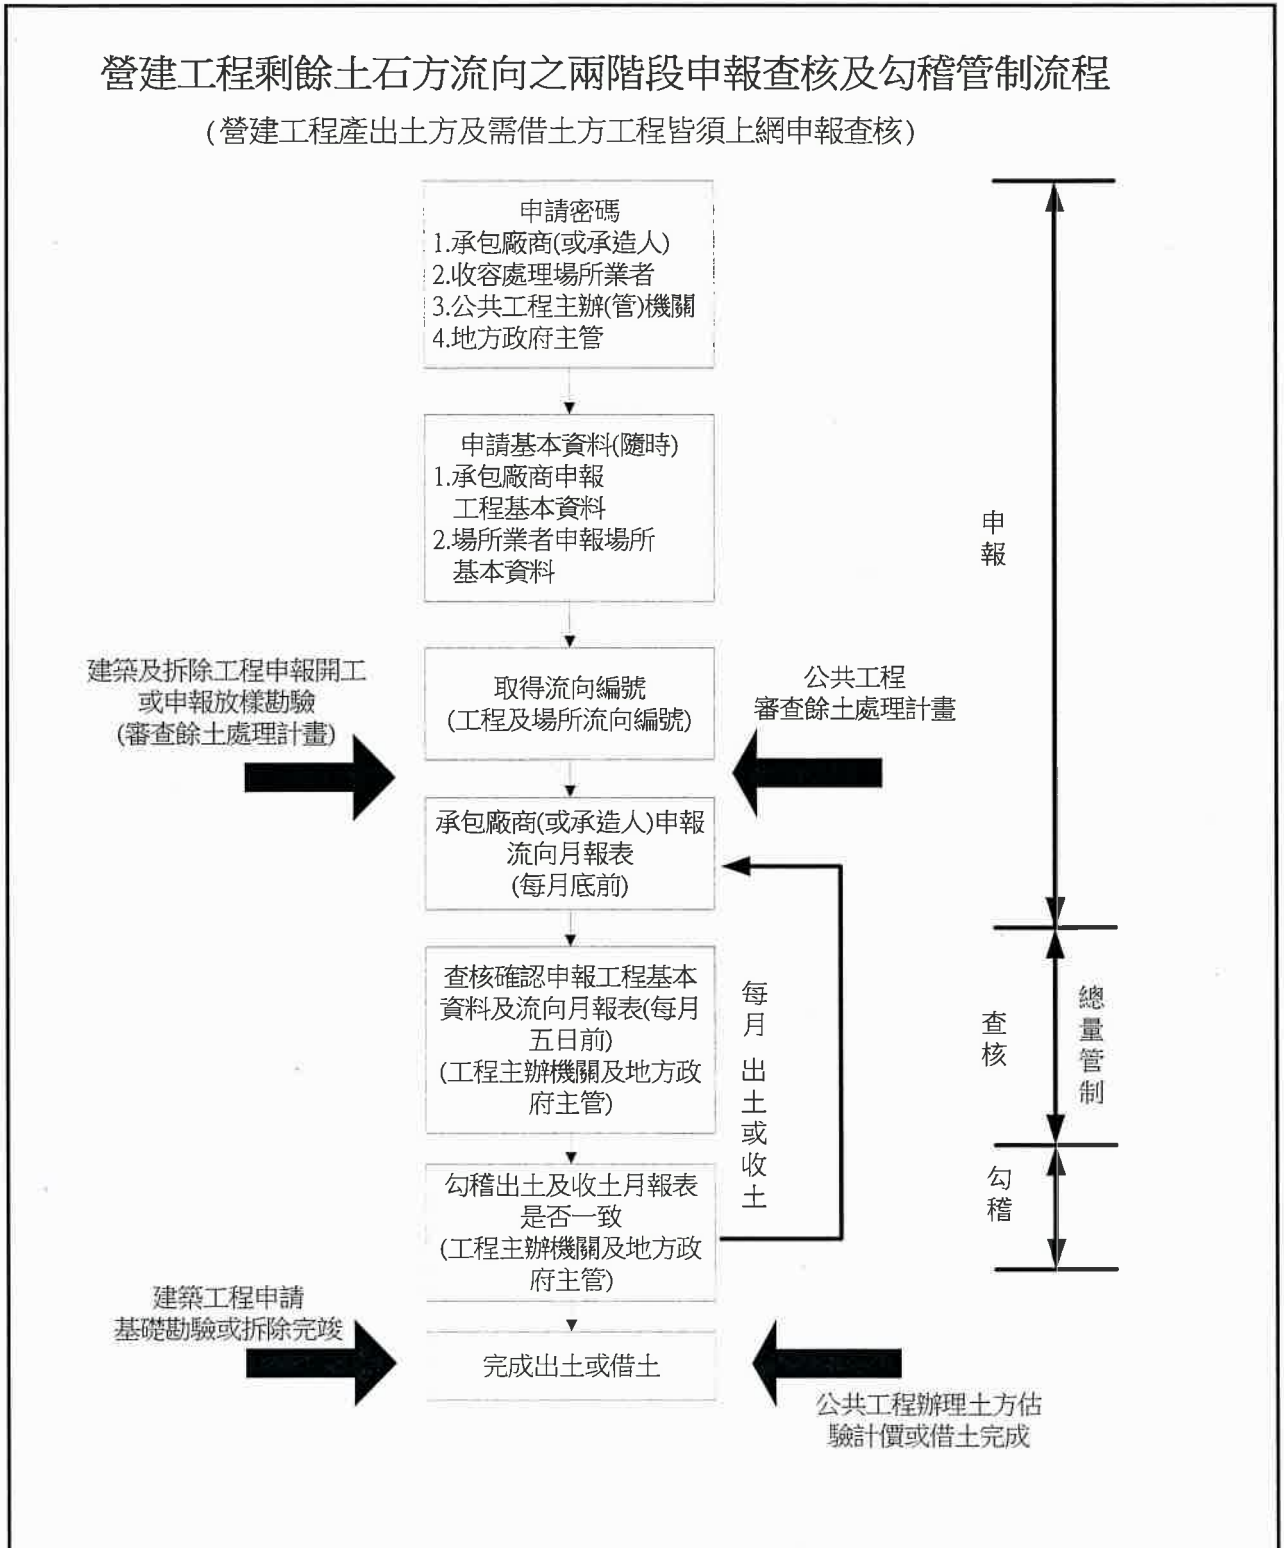 營建工程剩餘土石方流向之兩階段申報查核及勾稽管制流程
(營建工程產出土方及需借土方工程皆須上網申報查核)
申請密碼
1.承包廠商(或承造人)
2.收容處理場所業者
3.公共工程主辦(管)機關
4.地方政府主管
申請基本資料(隨時)
1.承包廠商申報
工程基本資料
2.場所業者申報場所
基本資料
申
報
建築及拆除工程申報開工
或申報放樣勘驗
(審查餘土處理計畫)
取得流向編號
(工程及場所流向編號)
公共工程
審查餘土處理計畫
承包廠商(或承造人)申報
流向月報表
(每月底前)
查核確認申報工程基本
資料及流向月報表(每月
五日前)
(工程主辦機關及地方政
府主管)
每
月
出
土
或
收
土
查
核
總
量
管
制
勾稽出土及收土月報表
是否一致
(工程主辦機關及地方政
府主管)
勾
稽
建築工程申請
基礎勘驗或拆除完竣
完成出土或借土
公共工程辦理土方估
驗計價或借土完成